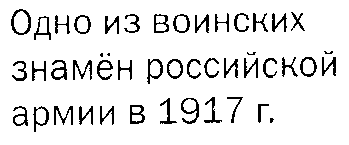 Одно из воинских
знамён российской
армии в 1917 г.